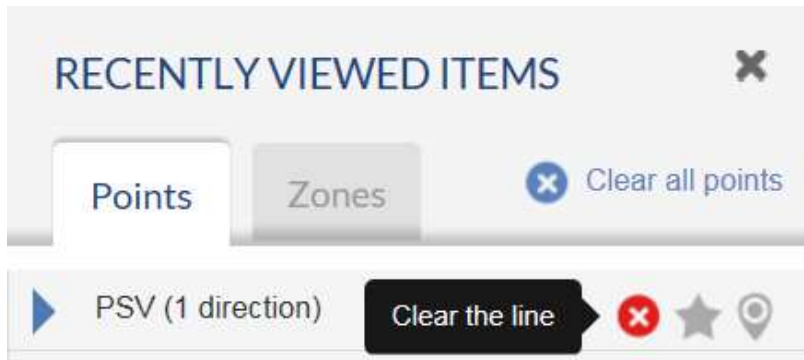 RECENTLY VIEWED ITEMS
Points
Zones
Clear all points
PSV (1 direction)
Clear the line